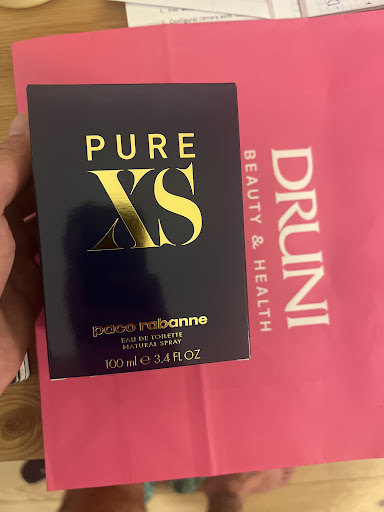 PURE
XS
paco rabanne
EAU DE TOILETTE
NATURAL SPRAY
100 ml e 3.4 FL OZ
DRUNI
BEAUTY & HEALTH